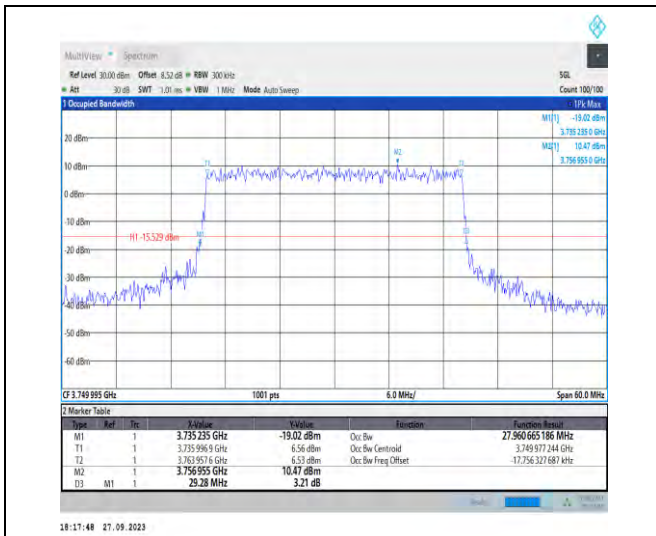 MultiView Spectrum
Ref Level 30.00 dBm Offset 8.52 dB RBW 300 kHz SGL
Att 30 dB SWT 1.01 ms VBW 1 MHz Mode Auto Sweep Count 100/100
1 Occupied Bandwidth 1Pk Max
M1[1] -19.02 dBm
3.735 235 0 GHz
M2[1] 10.47 dBm
3.756 955 0 GHz
20 dBm
M2
10 dBm
T1
T2
0 dBm
-10 dBm
H1 -15.529 dBm
M1
D3
-20 dBm
-30 dBm
-40 dBm
-50 dBm
-60 dBm
CF 3.749 995 GHz 1001 pts 6.0 MHz/ Span 60.0 MHz
2 Marker Table
Type Ref Trc X-Value Y-Value Function Function Result
M1 1 3.735 235 GHz -19.02 dBm Occ Bw 27.960 665 186 MHz
T1 1 3.735 996 9 GHz 6.56 dBm Occ Bw Centroid 3.749 977 244 GHz
T2 1 3.763 957 6 GHz 6.53 dBm Occ Bw Freq Offset -17.756 327 687 kHz
M2 1 3.756 955 GHz 10.47 dBm
D3 M1 1 29.28 MHz 3.21 dB
18:17:48 27.09.2023